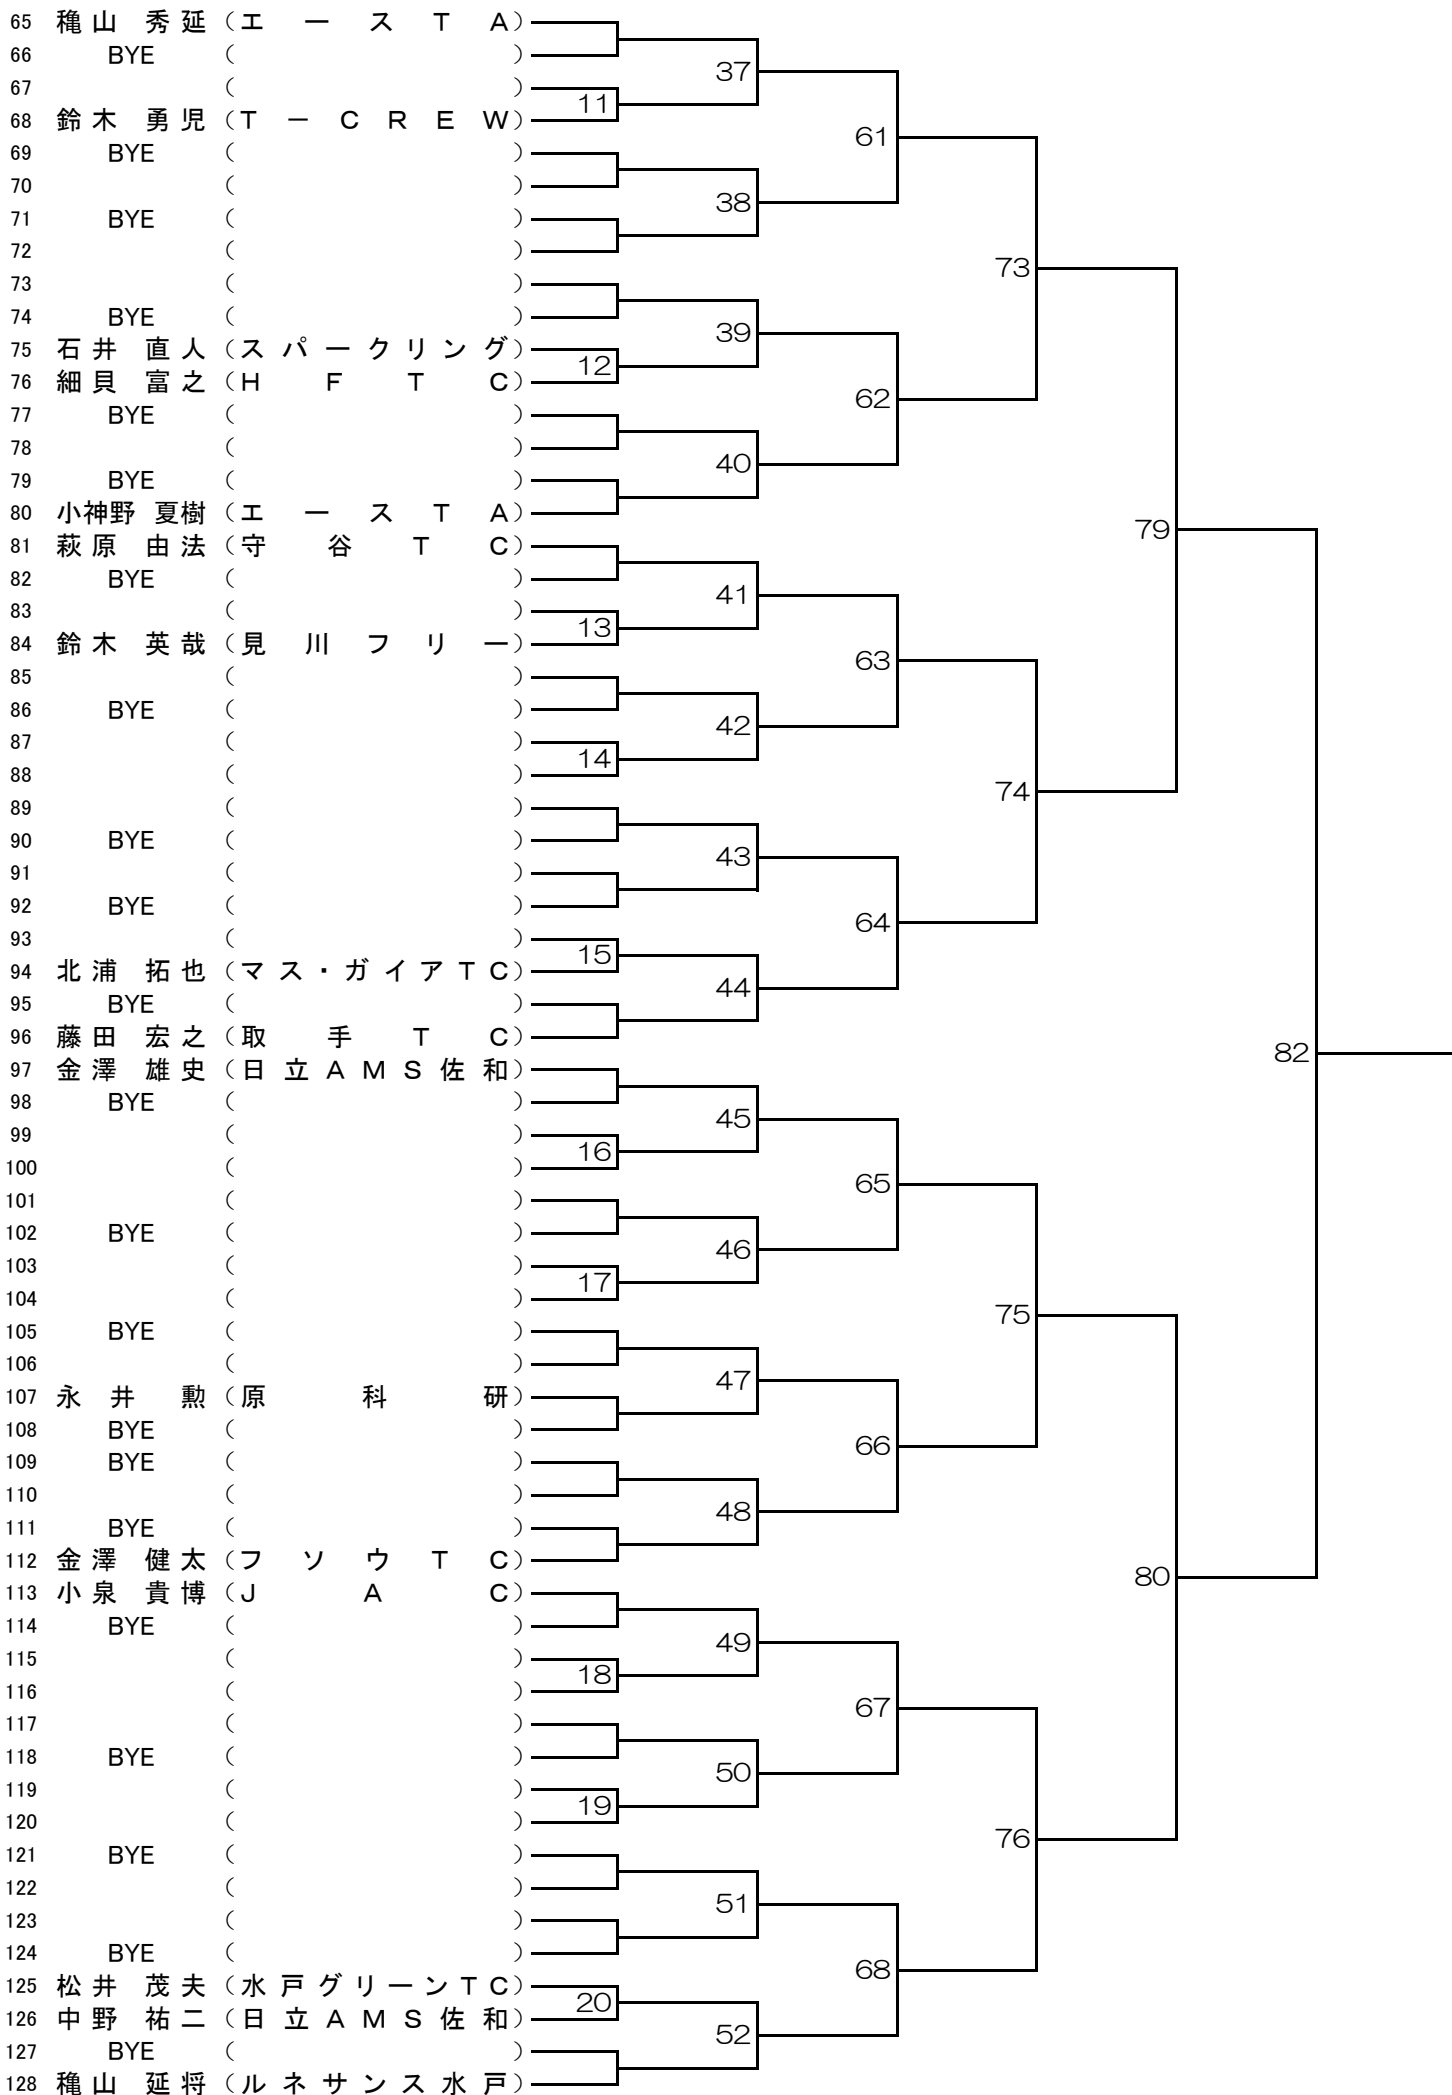 65 穐山 秀延 (エースTA)
66 BYE ( )
67 ( )
68 鈴木 勇児 (T－CREW)
69 BYE ( )
70 ( )
71 BYE ( )
72 ( )
73 ( )
74 BYE ( )
75 石井 直人 (スパークリング)
76 細貝 富之 (HFTC)
77 BYE ( )
78 ( )
79 BYE ( )
80 小神野 夏樹 (エースTA)
81 萩原 由法 (守谷TC)
82 BYE ( )
83 ( )
84 鈴木 英哉 (見川フリー)
85 ( )
86 BYE ( )
87 ( )
88 ( )
89 ( )
90 BYE ( )
91 ( )
92 BYE ( )
93 ( )
94 北浦 拓也 (マス・ガイアTC)
95 BYE ( )
96 藤田 宏之 (取手TC)
97 金澤 雄史 (日立AMS佐和)
98 BYE ( )
99 ( )
100 ( )
101 ( )
102 BYE ( )
103 ( )
104 ( )
105 BYE ( )
106 ( )
107 永井 勲 (原科研)
108 BYE ( )
109 BYE ( )
110 ( )
111 BYE ( )
112 金澤 健太 (フソウTC)
113 小泉 貴博 (JAC)
114 BYE ( )
115 ( )
116 ( )
117 ( )
118 BYE ( )
119 ( )
120 ( )
121 BYE ( )
122 ( )
123 ( )
124 BYE ( )
125 松井 茂夫 (水戸グリーンTC)
126 中野 祐二 (日立AMS佐和)
127 BYE ( )
128 穐山 延将 (ルネサンス水戸)
11
12
13
14
15
16
17
18
19
20
37
38
39
40
41
42
43
44
45
46
47
48
49
50
51
52
61
62
63
64
65
66
67
68
73
74
75
76
79
80
82